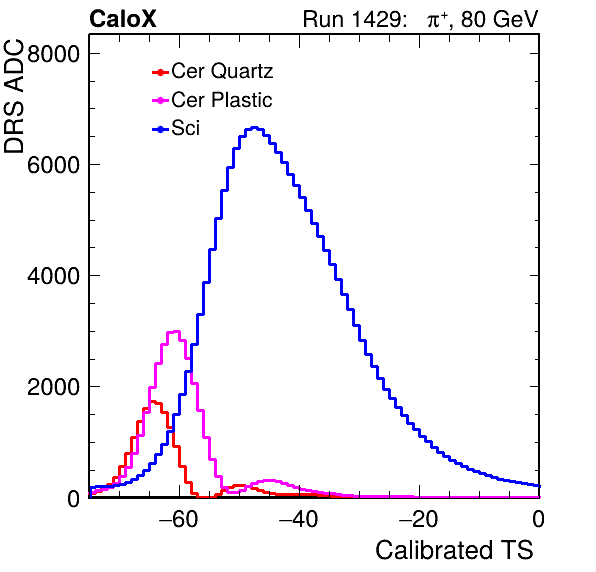 CaloX Run 1429: π⁺, 80 GeV
DRS ADC
8000
6000
4000
2000
0
Cer Quartz
Cer Plastic
Sci
−60 −40 −20 0
Calibrated TS